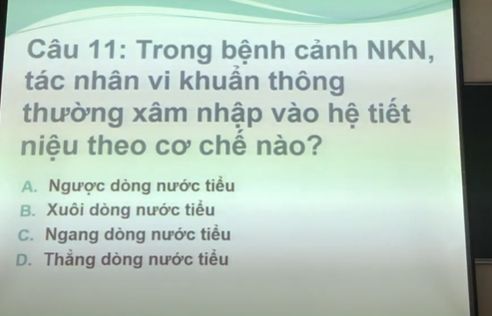 Câu 11: Trong bệnh cảnh NKN,
tác nhân vi khuẩn thông
thường xâm nhập vào hệ tiết
niệu theo cơ chế nào?
A. Ngược dòng nước tiểu
B. Xuôi dòng nước tiểu
C. Ngang dòng nước tiểu
D. Thẳng dòng nước tiểu